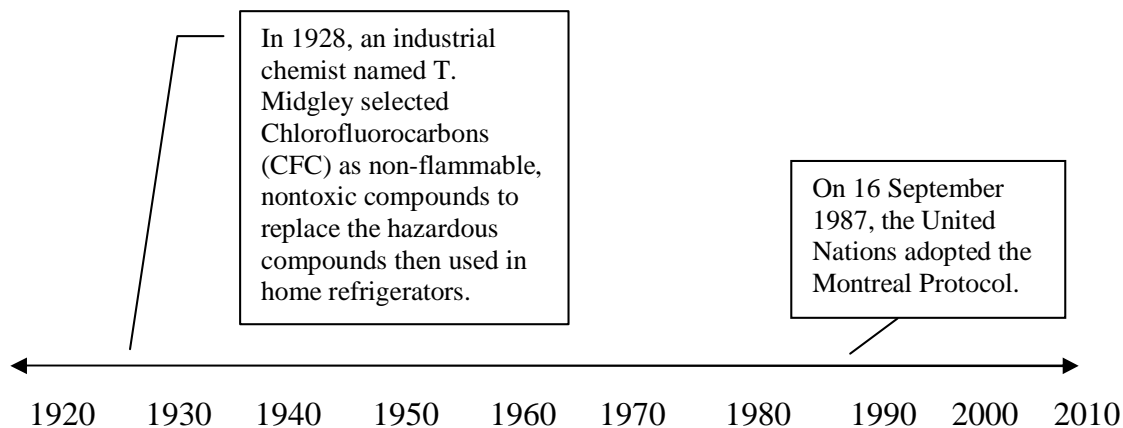 In 1928, an industrial
chemist named T.
Midgley selected
Chlorofluorocarbons
(CFC) as non-flammable,
nontoxic compounds to
replace the hazardous
compounds then used in
home refrigerators.
On 16 September
1987, the United
Nations adopted the
Montreal Protocol.
1920 1930 1940 1950 1960 1970 1980 1990 2000 2010